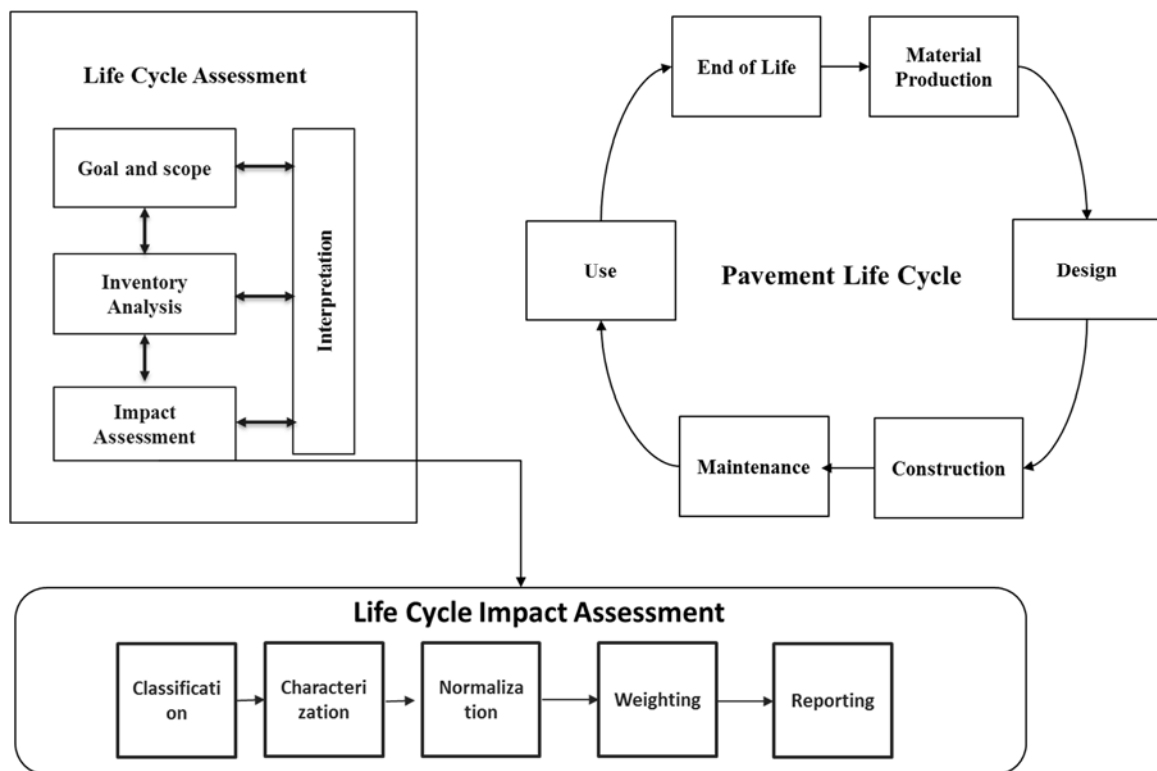 Life Cycle Assessment
Goal and scope
Inventory
Analysis
Impact
Assessment
Interpretation
End of Life
Material
Production
Use
Pavement Life Cycle
Design
Maintenance
Construction
Life Cycle Impact Assessment
Classificati
on
Characteri
zation
Normaliza
tion
Weighting
Reporting